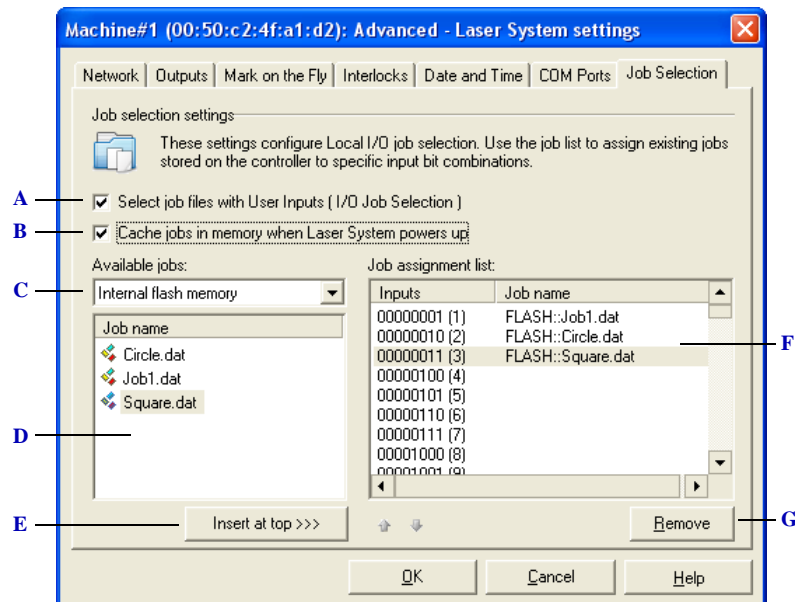 Machine#1 (00:50:c2:4f:a1:d2): Advanced - Laser System settings
Network Outputs Mark on the Fly Interlocks Date and Time COM Ports Job Selection
Job selection settings
These settings configure Local I/O job selection. Use the job list to assign existing jobs
stored on the controller to specific input bit combinations.
A Select job files with User Inputs ( I/O Job Selection )
B Cache jobs in memory when Laser System powers up
Available jobs: Job assignment list:
C Internal flash memory
Inputs Job name
Job name
00000001 (1) FLASH::Job1.dat
00000010 (2) FLASH::Circle.dat
00000011 (3) FLASH::Square.dat
F
00000100 (4)
00000101 (5)
00000110 (6)
00000111 (7)
00001000 (8)
00001001 (9)
Circle.dat
Job1.dat
Square.dat
D
E Insert at top >>>
Remove G
OK Cancel Help